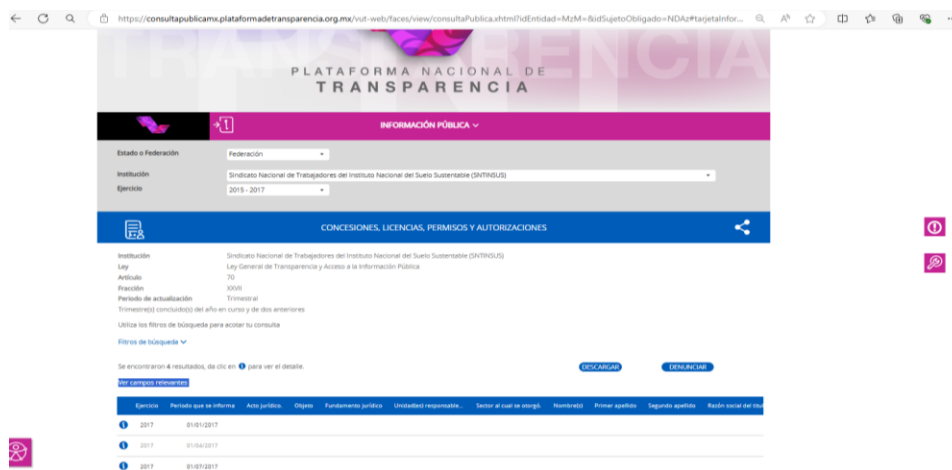 https://consultapublicamx.plataformadetransparencia.org.mx/vut-web/faces/view/consultaPublica.xhtml?idEntidad=MzM=&idSujetoObligado=NDAz#tarjetaInfor...
PLATAFORMA NACIONAL DE
TRANSPARENCIA
INFORMACIÓN PÚBLICA
Estado o Federación Federación
Institución Sindicato Nacional de Trabajadores del Instituto Nacional del Suelo Sustentable (SNTINSUS)
Ejercicio 2015 - 2017
CONCESIONES, LICENCIAS, PERMISOS Y AUTORIZACIONES
Institución Sindicato Nacional de Trabajadores del Instituto Nacional del Suelo Sustentable (SNTINSUS)
Ley Ley General de Transparencia y Acceso a la Información Pública
Artículo 70
Fracción XXVII
Periodo de actualización Trimestral
Trimestre(s) concluido(s) del año en curso y de dos anteriores
Utiliza los filtros de búsqueda para acotar tu consulta
Filtros de búsqueda
Se encontraron 4 resultados, da clic en i para ver el detalle. DESCARGAR DENUNCIAR
Ver campos relevantes
Ejercicio Periodo que se informa Acto jurídico. Objeto Fundamento jurídico Unidad(es) responsable... Sector al cual se otorgó. Nombre(s) Primer apellido Segundo apellido Razón social del titul
2017 01/01/2017
2017 01/04/2017
2017 01/07/2017